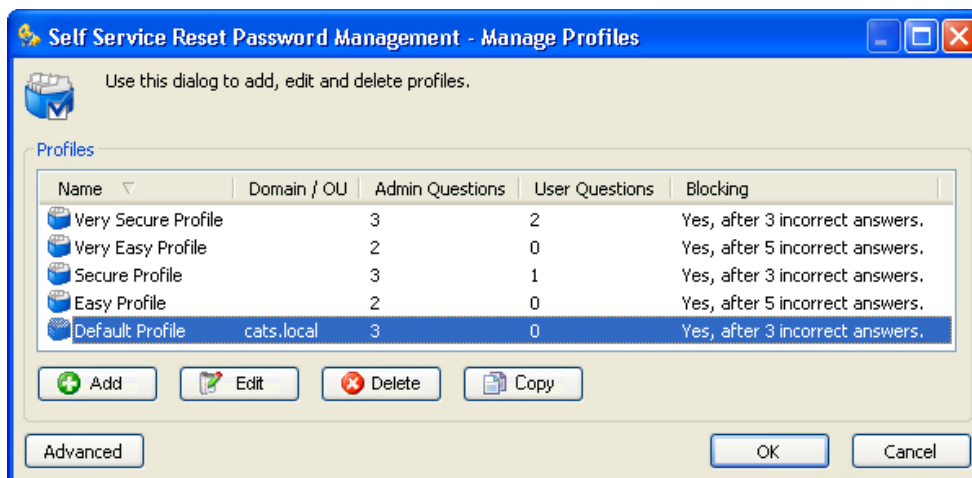 Self Service Reset Password Management - Manage Profiles
Use this dialog to add, edit and delete profiles.
Profiles
Name Domain / OU Admin Questions User Questions Blocking
Very Secure Profile 3 2 Yes, after 3 incorrect answers.
Very Easy Profile 2 0 Yes, after 5 incorrect answers.
Secure Profile 3 1 Yes, after 3 incorrect answers.
Easy Profile 2 0 Yes, after 5 incorrect answers.
Default Profile cats.local 3 0 Yes, after 3 incorrect answers.
Add Edit Delete Copy
Advanced OK Cancel